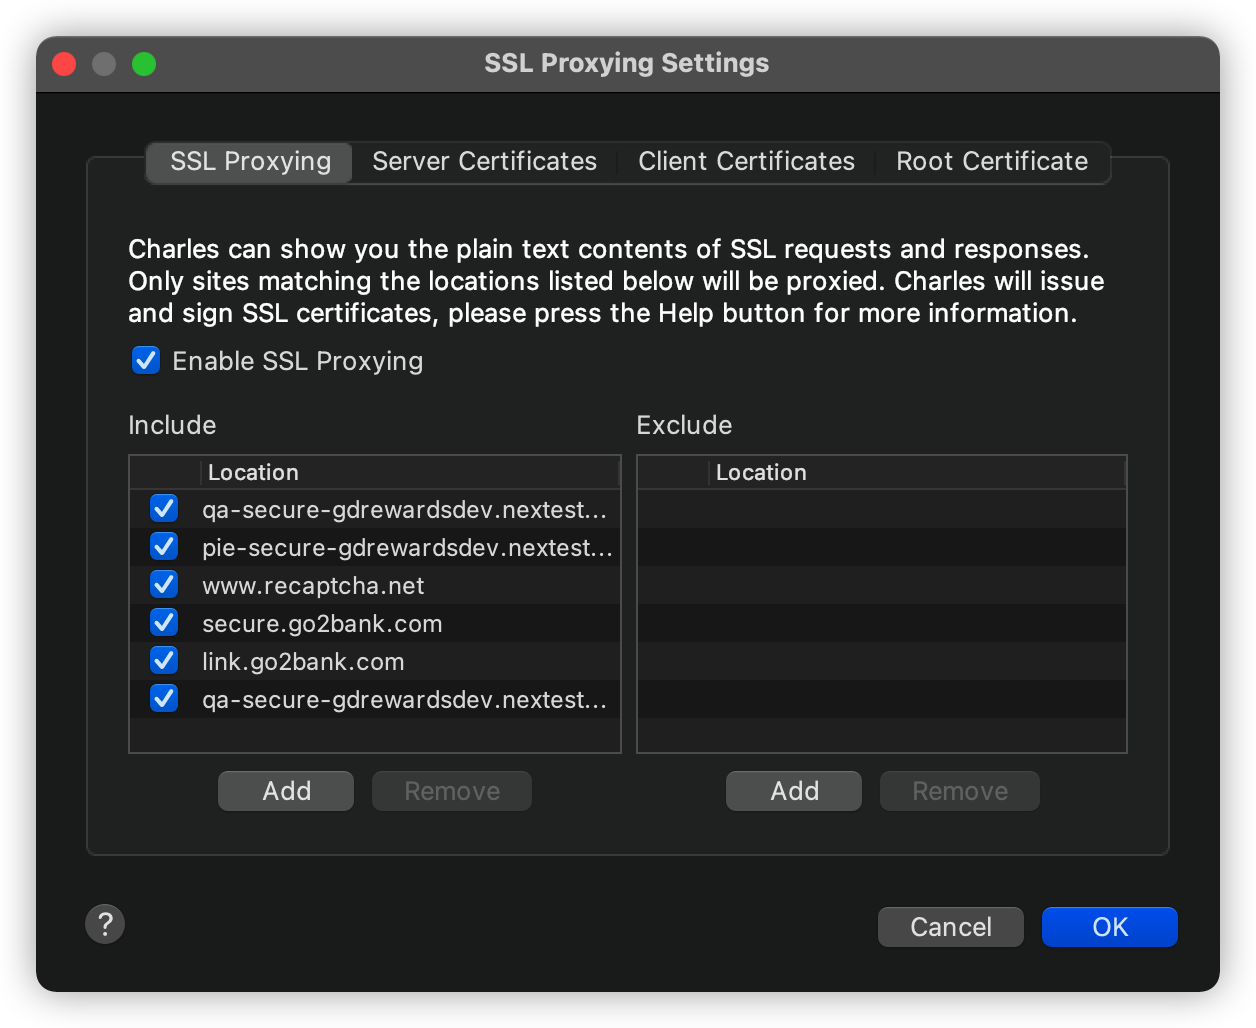 SSL Proxying Settings
SSL Proxying
Server Certificates
Client Certificates
Root Certificate
Charles can show you the plain text contents of SSL requests and responses.
Only sites matching the locations listed below will be proxied. Charles will issue
and sign SSL certificates, please press the Help button for more information.
Enable SSL Proxying
Include
Exclude
Location
Location
qa-secure-gdrewardsdev.nextest...
pie-secure-gdrewardsdev.nextest...
www.recaptcha.net
secure.go2bank.com
link.go2bank.com
qa-secure-gdrewardsdev.nextest...
Add
Remove
Add
Remove
?
Cancel
OK